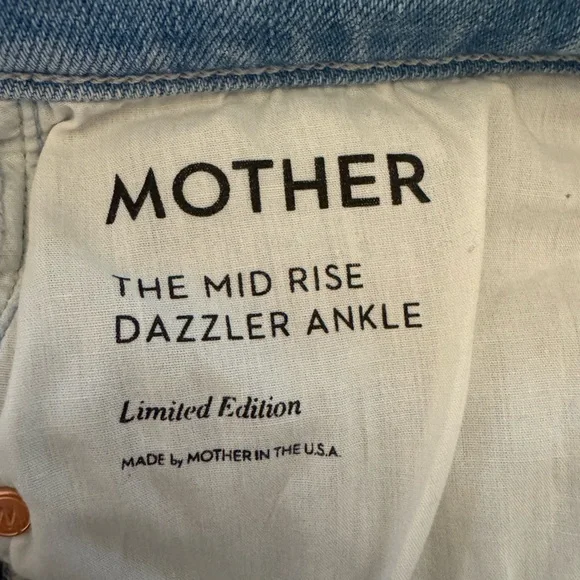 MOTHER
THE MID RISE
DAZZLER ANKLE
Limited Edition
MADE by MOTHER IN THE U.S.A.
M